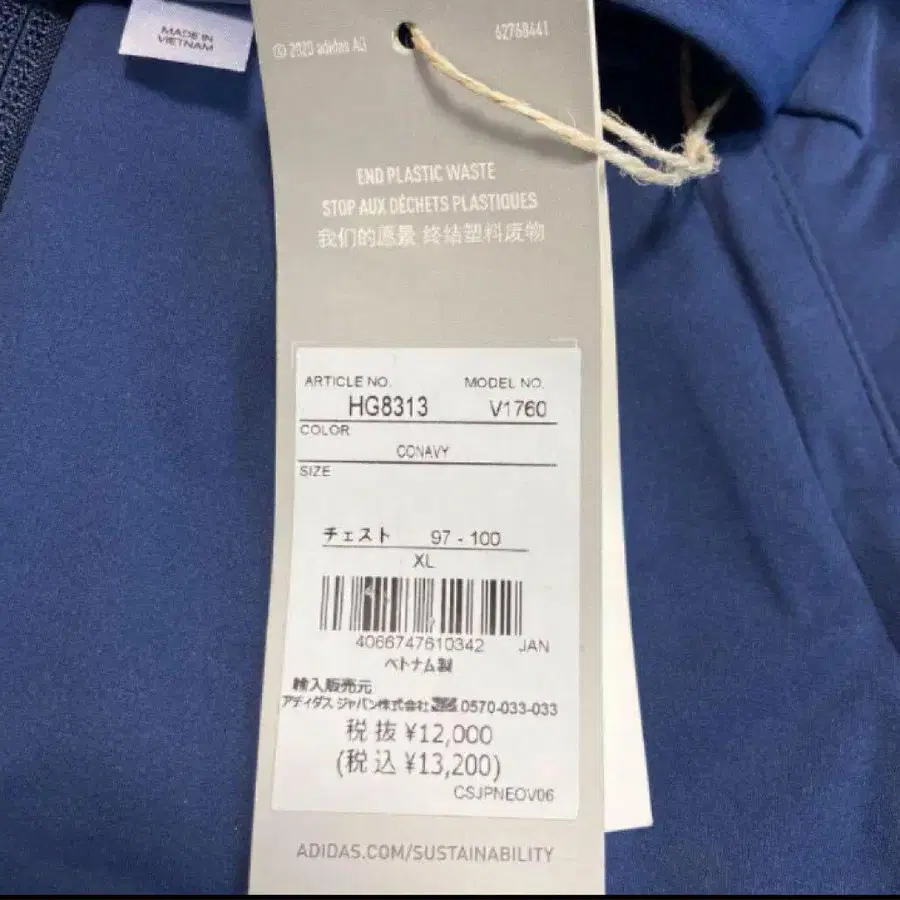 MADE IN
VIETNAM
© 2020 adidas AG
62768441
END PLASTIC WASTE
STOP AUX DÉCHETS PLASTIQUES
我们的愿景 终结塑料废物
ARTICLE NO. MODEL NO.
HG8313 V1760
COLOR
CONAVY
SIZE
チェスト 97 - 100
XL
4066747610342 JAN
ベトナム製
輸入販売元
アディダス ジャパン株式会社 0570-033-033
税抜 ¥12,000
(税込 ¥13,200)
CSJPNEOV06
ADIDAS.COM/SUSTAINABILITY